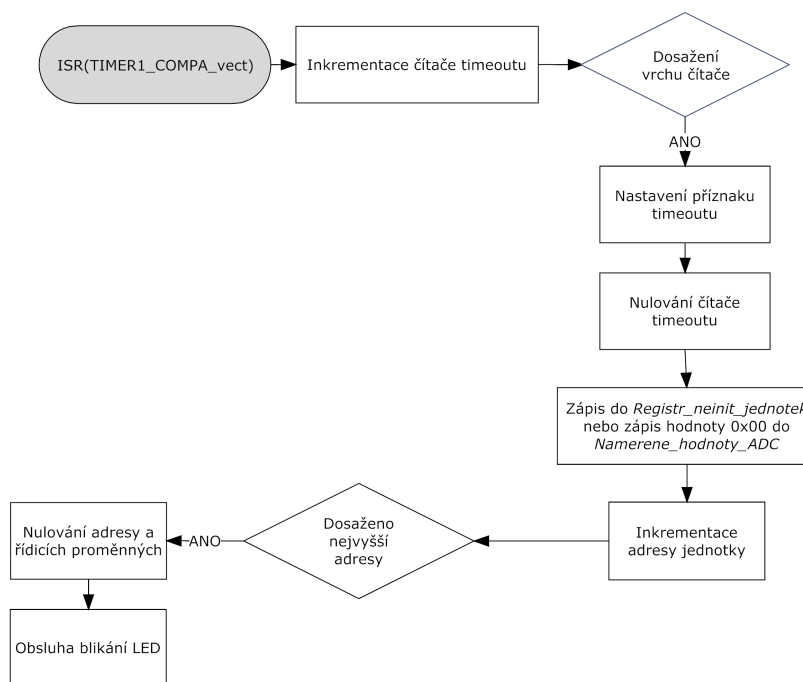 ISR(TIMER1_COMPA_vect)
Inkrementace čítače timeoutu
Dosažení
vrchu čítače
ANO
Nastavení příznaku
timeoutu
Nulování čítače
timeoutu
Zápis do Registr_neinit_jednotek
nebo zápis hodnoty 0x00 do
Namerene_hodnoty_ADC
Inkrementace
adresy jednotky
Dosaženo
nejvyšší
adresy
ANO
Nulování adresy a
řídicích proměnných
Obsluha blikání LED